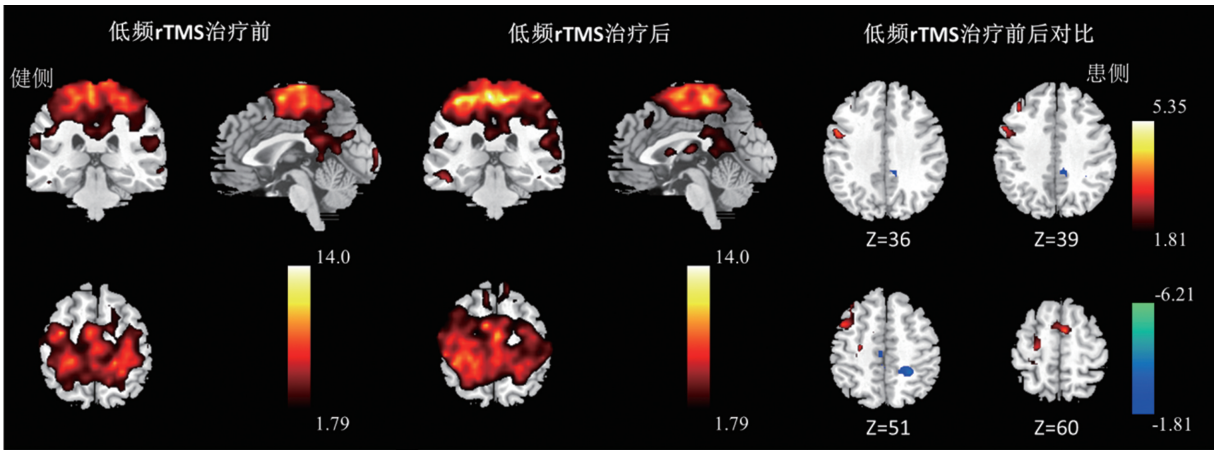 低频rTMS治疗前
低频rTMS治疗后
低频rTMS治疗前后对比
健侧
患侧
5.35
1.81
Z=36
Z=39
14.0
1.79
14.0
1.79
-6.21
-1.81
Z=51
Z=60